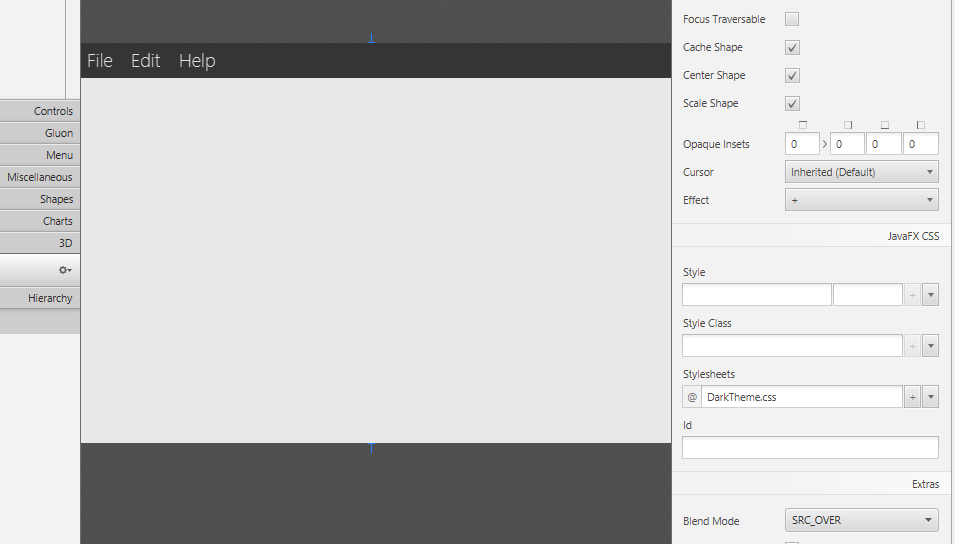 File Edit Help
Controls
Gluon
Menu
Miscellaneous
Shapes
Charts
3D
Hierarchy
Focus Traversable
Cache Shape
Center Shape
Scale Shape
Opaque Insets 0 > 0 0 0
Cursor Inherited (Default)
Effect +
JavaFX CSS
Style
+
Style Class
+
Stylesheets
@ DarkTheme.css +
Id
Extras
Blend Mode SRC_OVER